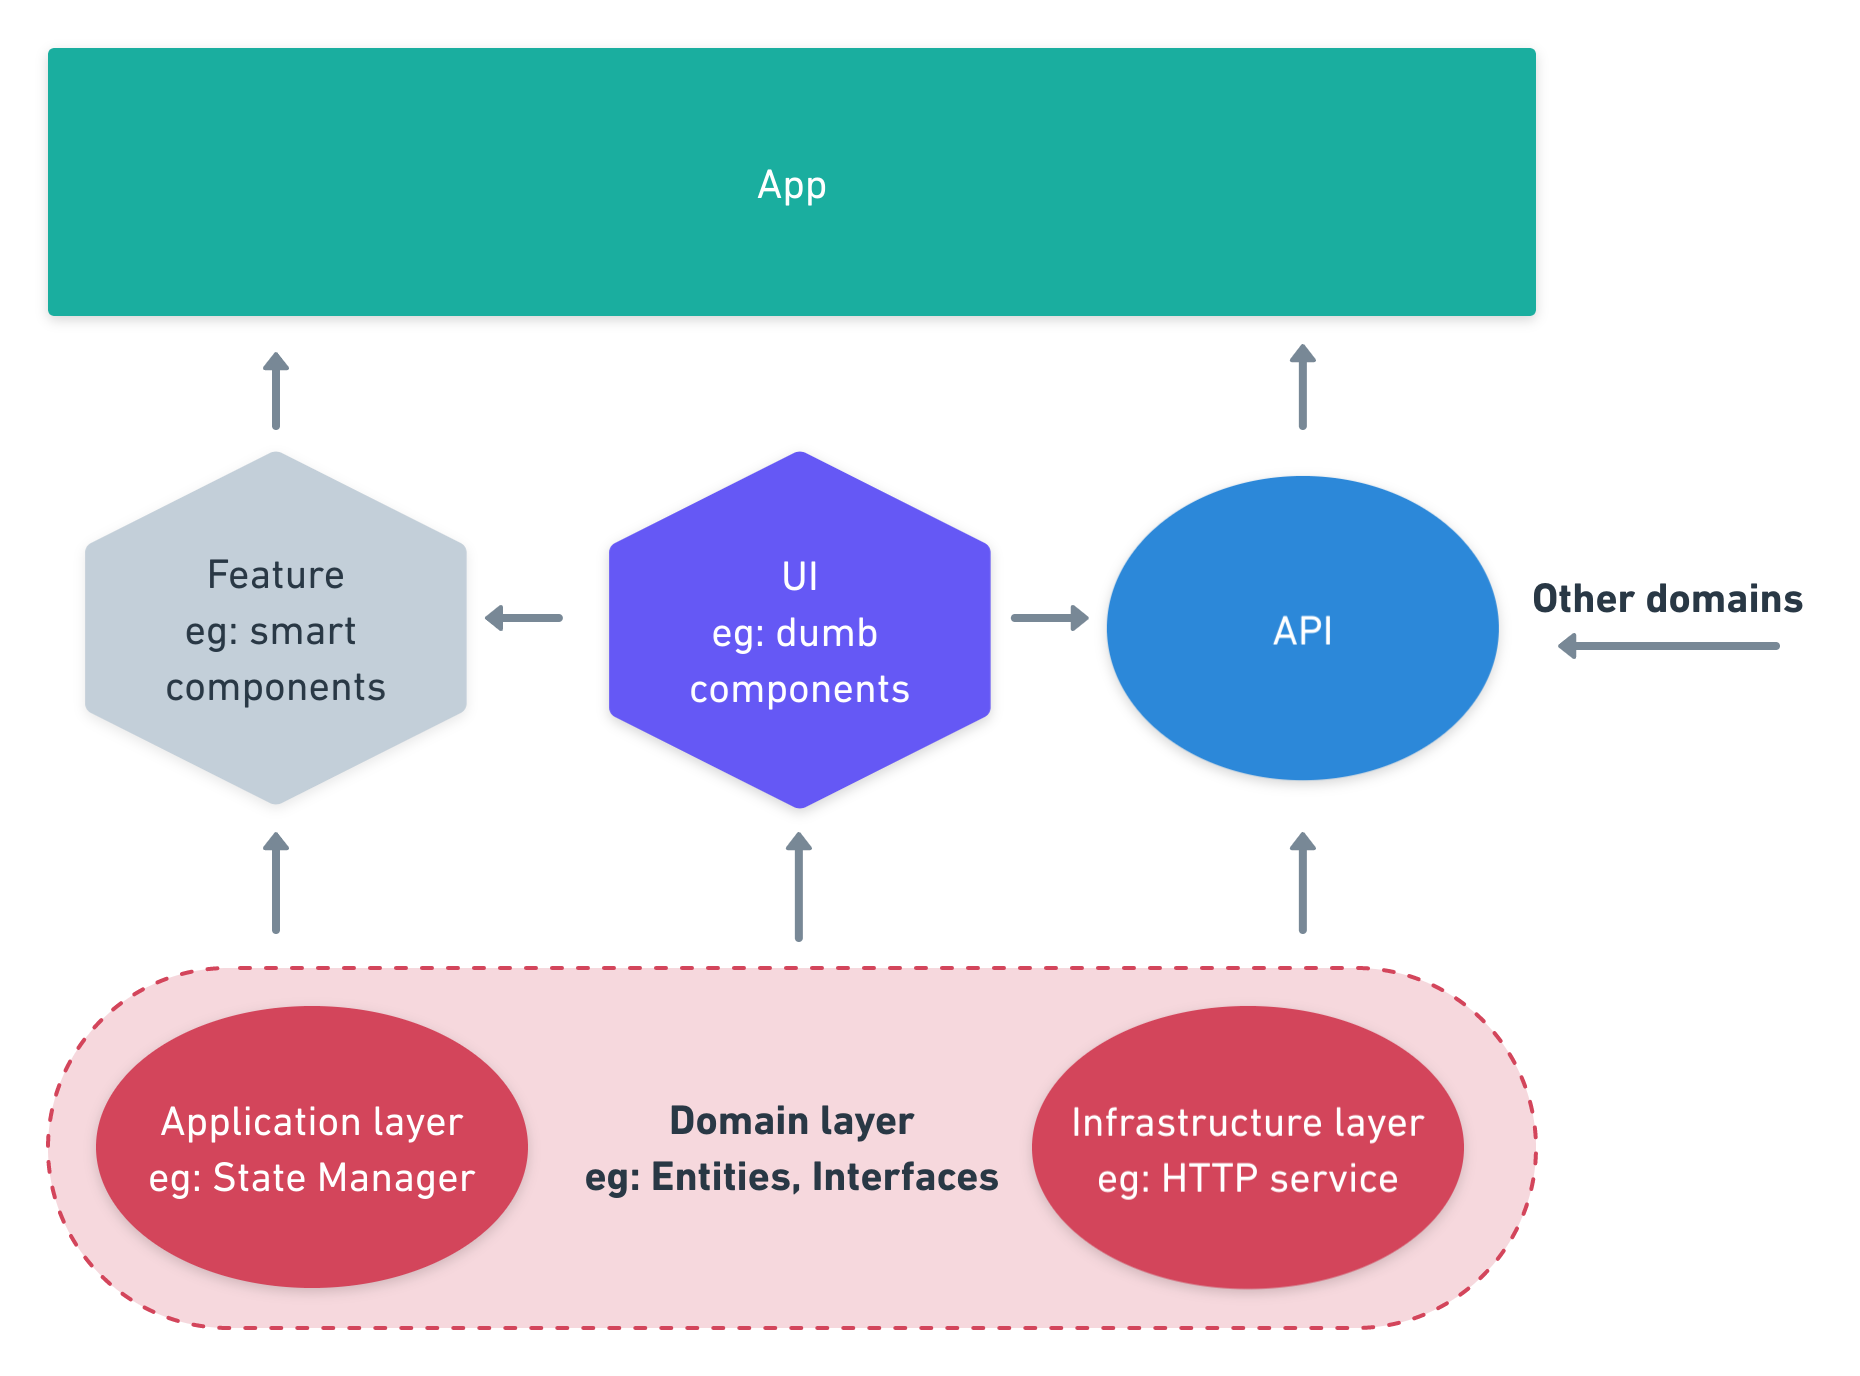 App
Feature
eg: smart
components
UI
eg: dumb
components
API
Other domains
Application layer
eg: State Manager
Domain layer
eg: Entities, Interfaces
Infrastructure layer
eg: HTTP service